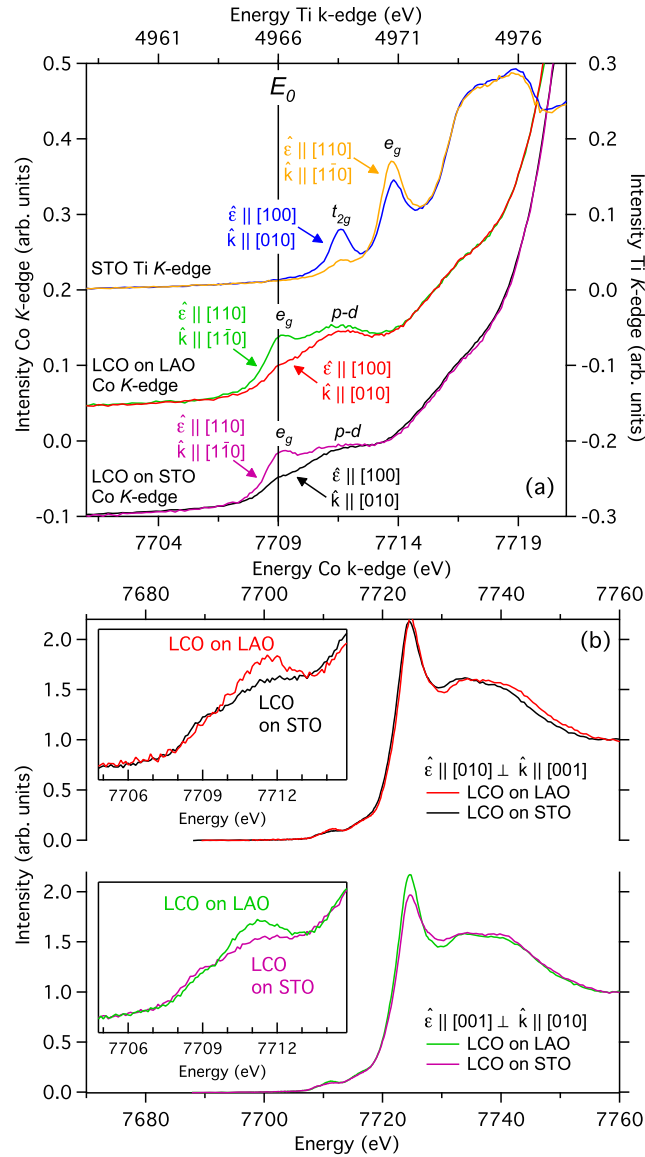 Energy Ti k-edge (eV)
4961 4966 4971 4976
0.5 0.3
E0
0.4 0.2
ε̂ || [110] eg
k̂ || [11̄0]
0.3 0.1
ε̂ || [100] t2g
k̂ || [010]
STO Ti K-edge
0.2 0.0
ε̂ || [110] eg p-d
k̂ || [11̄0]
0.1 -0.1
LCO on LAO
Co K-edge
ε̂ || [100]
k̂ || [010]
0.0 -0.2
ε̂ || [110] eg p-d
k̂ || [11̄0]
LCO on STO
Co K-edge
ε̂ || [100]
k̂ || [010]
(a)
-0.1 -0.3
Intensity Co K-edge (arb. units)
Intensity Ti K-edge (arb. units)
7704 7709 7714 7719
Energy Co k-edge (eV)
7680 7700 7720 7740 7760
(b)
2.0
1.5
1.0
0.0
LCO on LAO
LCO
on STO
7706 7709 7712
Energy (eV)
ε̂ || [010] ⊥ k̂ || [001]
LCO on LAO
LCO on STO
Intensity (arb. units)
2.0
1.5
1.0
0.0
LCO on LAO
LCO
on STO
7706 7709 7712
Energy (eV)
ε̂ || [001] ⊥ k̂ || [010]
LCO on LAO
LCO on STO
7680 7700 7720 7740 7760
Energy (eV)